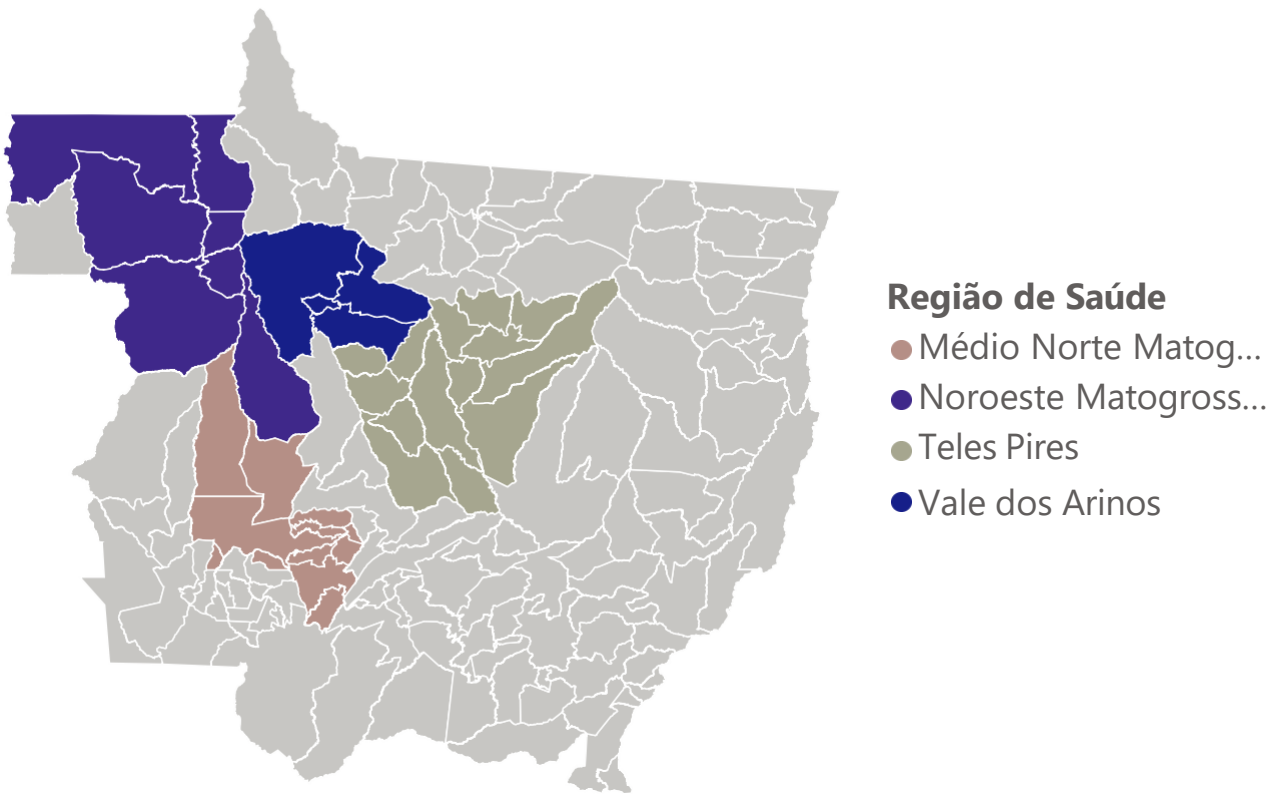 Região de Saúde
Médio Norte Matog...
Noroeste Matogross...
Teles Pires
Vale dos Arinos